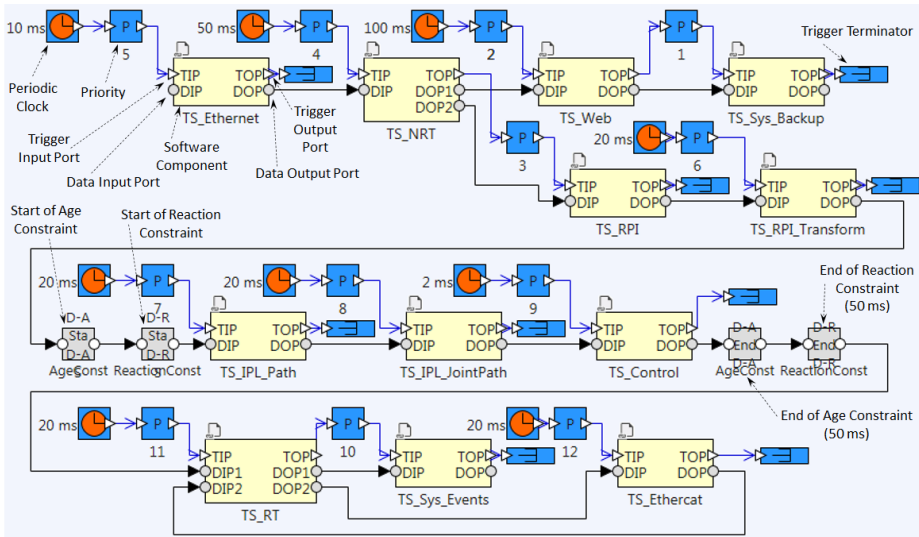 10 ms
P
5
50 ms
P
4
100 ms
P
2
P
1
Trigger Terminator
Periodic
Clock
Priority
TIP
DIP
TOP
DOP
TS_Ethernet
TIP
DIP
TOP
DOP1
DOP2
TS_NRT
TIP
DIP
TOP
DOP
TS_Web
TIP
DIP
TOP
DOP
TS_Sys_Backup
Trigger
Input Port
Data Input Port
Software
Component
Trigger
Output
Port
Data Output Port
P
3
20 ms
P
6
TIP
DIP
TOP
DOP
TS_RPI
TIP
DIP
TOP
DOP
TS_RPI_Transform
Start of Age
Constraint
Start of Reaction
Constraint
20 ms
P
7
20 ms
P
8
2 ms
P
9
End of Reaction
Constraint
(50 ms)
D-A
Sta
D-A
AgeConst
S
D-R
Sta
D-R
ReactionConst
S
TIP
DIP
TOP
DOP
TS_IPL_Path
TIP
DIP
TOP
DOP
TS_IPL_JointPath
TIP
DIP
TOP
DOP
TS_Control
D-A
End
D-A
AgeConst
D-R
End
D-R
ReactionConst
End of Age Constraint
(50 ms)
20 ms
P
11
P
10
20 ms
P
12
TIP
DIP1
DIP2
TOP
DOP1
DOP2
TS_RT
TIP
DIP
TOP
DOP
TS_Sys_Events
TIP
DIP
TOP
DOP
TS_Ethercat